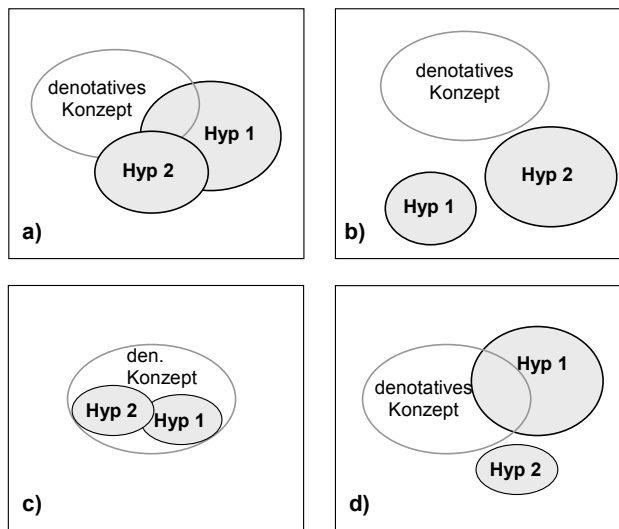 denotatives
Konzept
Hyp 1
Hyp 2
a)
denotatives
Konzept
Hyp 2
Hyp 1
b)
den.
Konzept
Hyp 2
Hyp 1
c)
Hyp 1
denotatives
Konzept
Hyp 2
d)